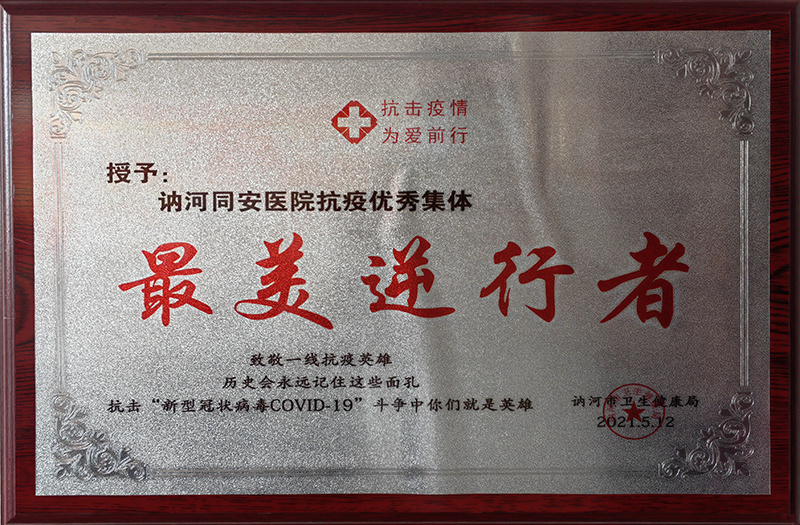 抗击疫情
为爱前行
授予：
讷河同安医院抗疫优秀集体
最美逆行者
致敬一线抗疫英雄
历史会永远记住这些面孔
抗击“新型冠状病毒COVID-19”斗争中你们就是英雄
讷河市卫生健康局
2021.5.12